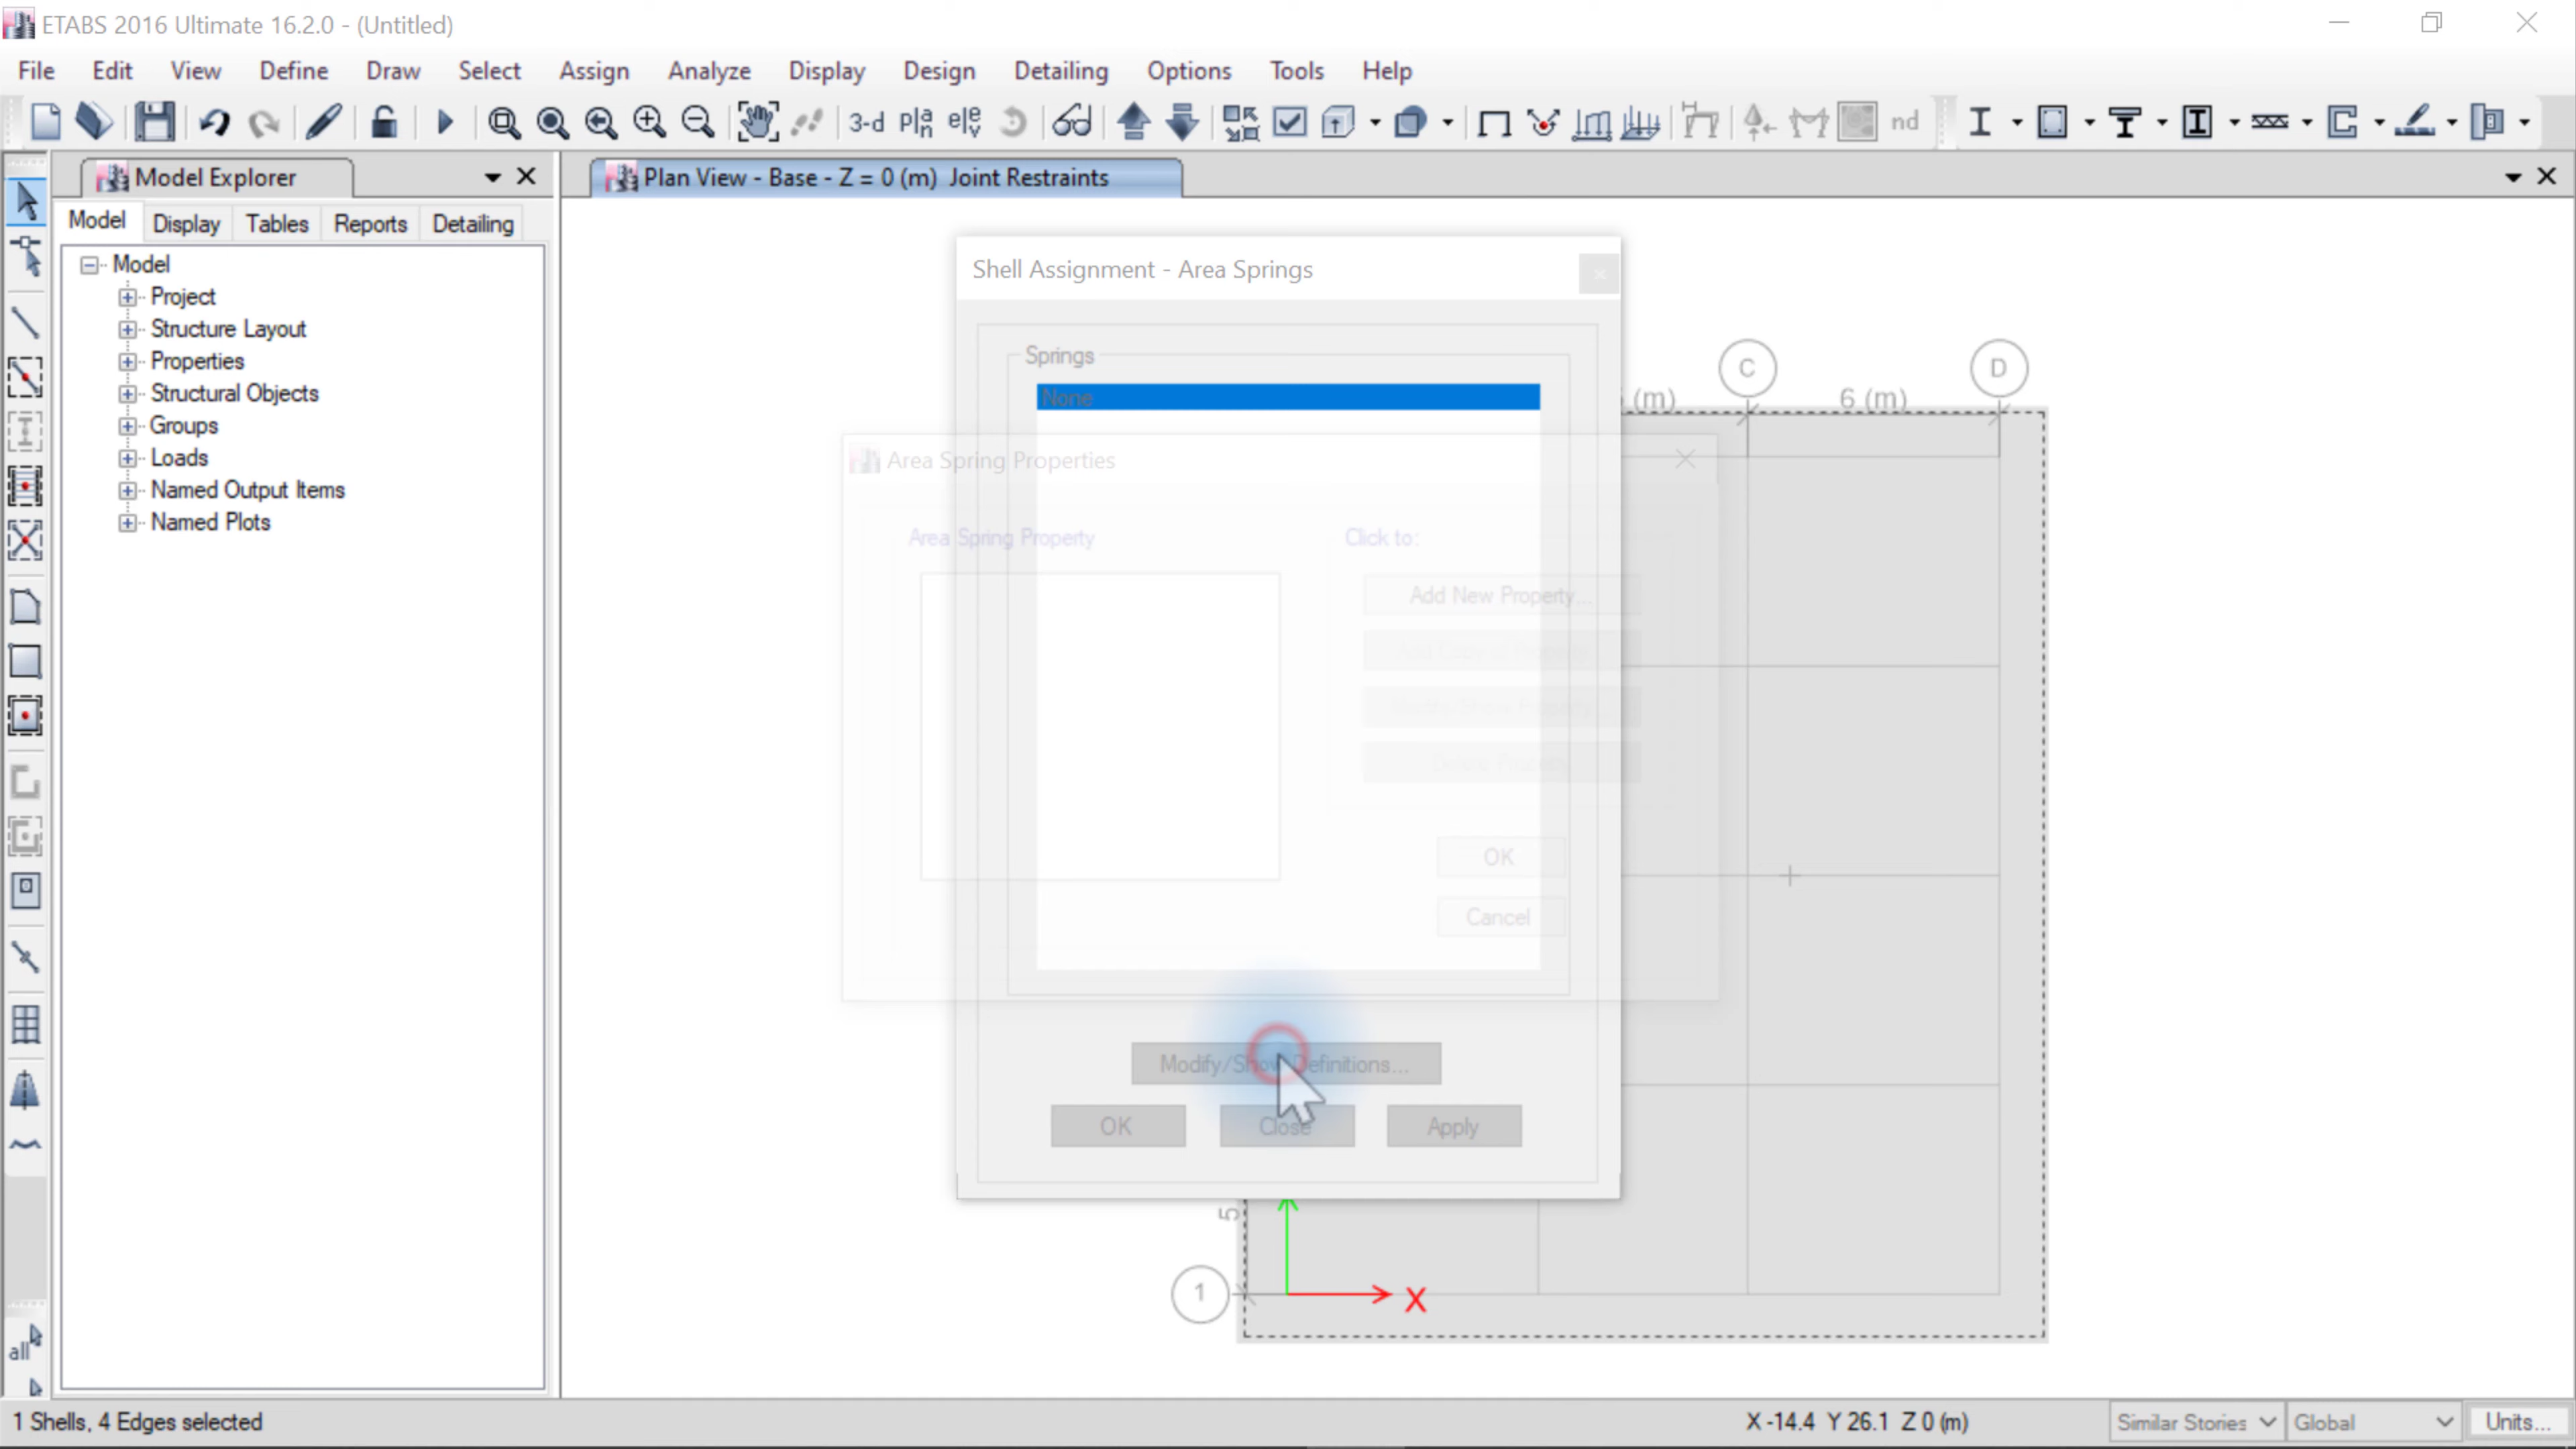 ETABS 2016 Ultimate 16.2.0 - (Untitled)
File Edit View Define Draw Select Assign Analyze Display Design Detailing Options Tools Help
3-d pla n ele v nd
Model Explorer
Plan View - Base - Z = 0 (m) Joint Restraints
Model Display Tables Reports Detailing
Model
Project
Structure Layout
Properties
Structural Objects
Groups
Loads
Named Output Items
Named Plots
Shell Assignment - Area Springs
Springs
None
Area Spring Properties
Area Spring Property
Click to:
Add New Property...
OK
Cancel
Modify/Show Definitions...
OK Close Apply
C D
(m) 6 (m)
5
1
X
all
1 Shells, 4 Edges selected
X -14.4 Y 26.1 Z 0 (m)
Similar Stories Global Units...